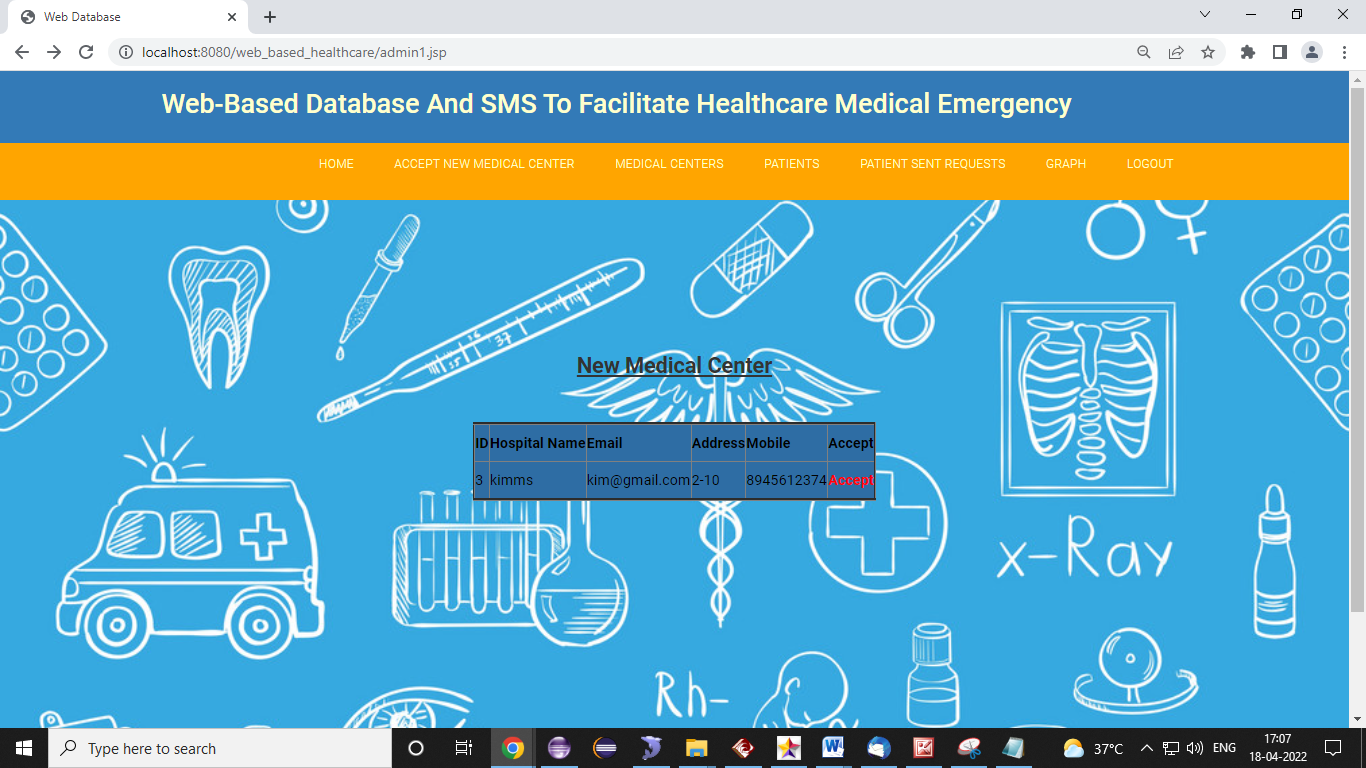 Web Database
localhost:8080/web_based_healthcare/admin1.jsp
Web-Based Database And SMS To Facilitate Healthcare Medical Emergency
HOME ACCEPT NEW MEDICAL CENTER MEDICAL CENTERS PATIENTS PATIENT SENT REQUESTS GRAPH LOGOUT
36
35 37
New Medical Center
ID Hospital Name Email Address Mobile Accept
3 kimms kim@gmail.com 2-10 8945612374 Accept
x-Ray
Rh-
Type here to search 37°C ENG 17:07
18-04-2022